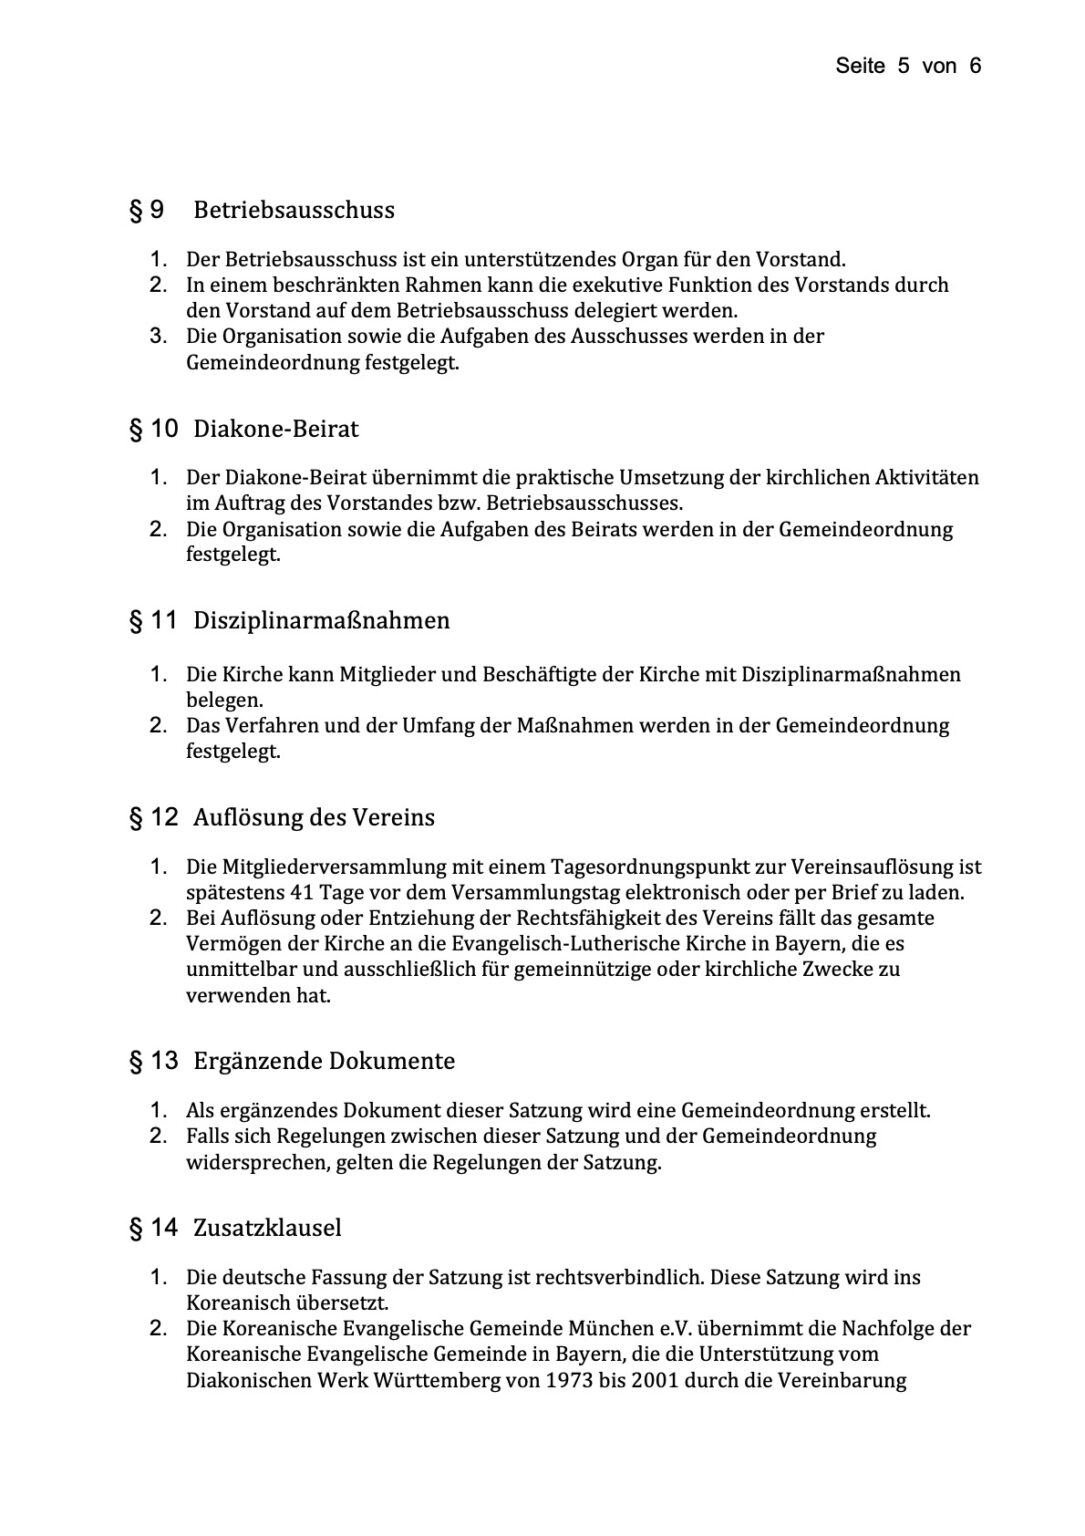 Seite 5 von 6
§ 9 Betriebsausschuss
1. Der Betriebsausschuss ist ein unterstützendes Organ für den Vorstand.
2. In einem beschränkten Rahmen kann die exekutive Funktion des Vorstands durch
den Vorstand auf dem Betriebsausschuss delegiert werden.
3. Die Organisation sowie die Aufgaben des Ausschusses werden in der
Gemeindeordnung festgelegt.
§ 10 Diakone-Beirat
1. Der Diakone-Beirat übernimmt die praktische Umsetzung der kirchlichen Aktivitäten
im Auftrag des Vorstandes bzw. Betriebsausschusses.
2. Die Organisation sowie die Aufgaben des Beirats werden in der Gemeindeordnung
festgelegt.
§ 11 Disziplinarmaßnahmen
1. Die Kirche kann Mitglieder und Beschäftigte der Kirche mit Disziplinarmaßnahmen
belegen.
2. Das Verfahren und der Umfang der Maßnahmen werden in der Gemeindeordnung
festgelegt.
§ 12 Auflösung des Vereins
1. Die Mitgliederversammlung mit einem Tagesordnungspunkt zur Vereinsauflösung ist
spätestens 41 Tage vor dem Versammlungstag elektronisch oder per Brief zu laden.
2. Bei Auflösung oder Entziehung der Rechtsfähigkeit des Vereins fällt das gesamte
Vermögen der Kirche an die Evangelisch-Lutherische Kirche in Bayern, die es
unmittelbar und ausschließlich für gemeinnützige oder kirchliche Zwecke zu
verwenden hat.
§ 13 Ergänzende Dokumente
1. Als ergänzendes Dokument dieser Satzung wird eine Gemeindeordnung erstellt.
2. Falls sich Regelungen zwischen dieser Satzung und der Gemeindeordnung
widersprechen, gelten die Regelungen der Satzung.
§ 14 Zusatzklausel
1. Die deutsche Fassung der Satzung ist rechtsverbindlich. Diese Satzung wird ins
Koreanisch übersetzt.
2. Die Koreanische Evangelische Gemeinde München e.V. übernimmt die Nachfolge der
Koreanische Evangelische Gemeinde in Bayern, die die Unterstützung vom
Diakonischen Werk Württemberg von 1973 bis 2001 durch die Vereinbarung